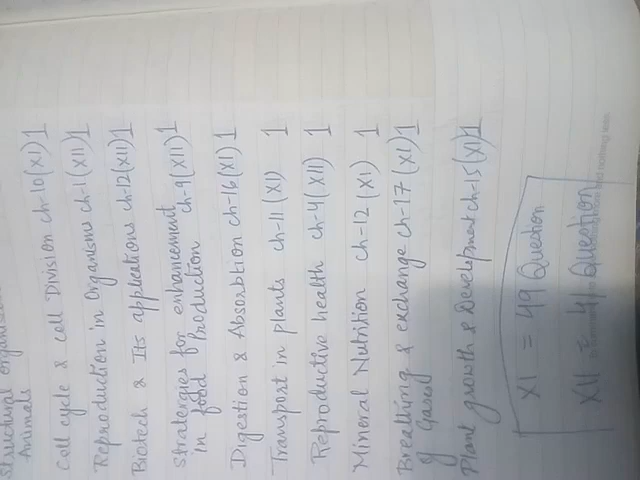 Structural organis
Animals
Cell cycle & cell Division ch-10(XI) 1
Reproduction in Organisms ch-1(XII) 1
Biotech & Its applications ch-12(XII) 1
Stratergies for enhancement
in food Production ch-9(XII) 1
Digestion & Absorbtion ch-16(XI) 1
Transpost in plants ch-11(XI) 1
Reproductive health ch-4(XII) 1
Mineral Nutrition ch-12(XI) 1
Breathing & exchange ch-17(XI) 1
of Gases
Plant growth & Development ch-15(XI) 1
XI = 49 Question
XII = 41 Question